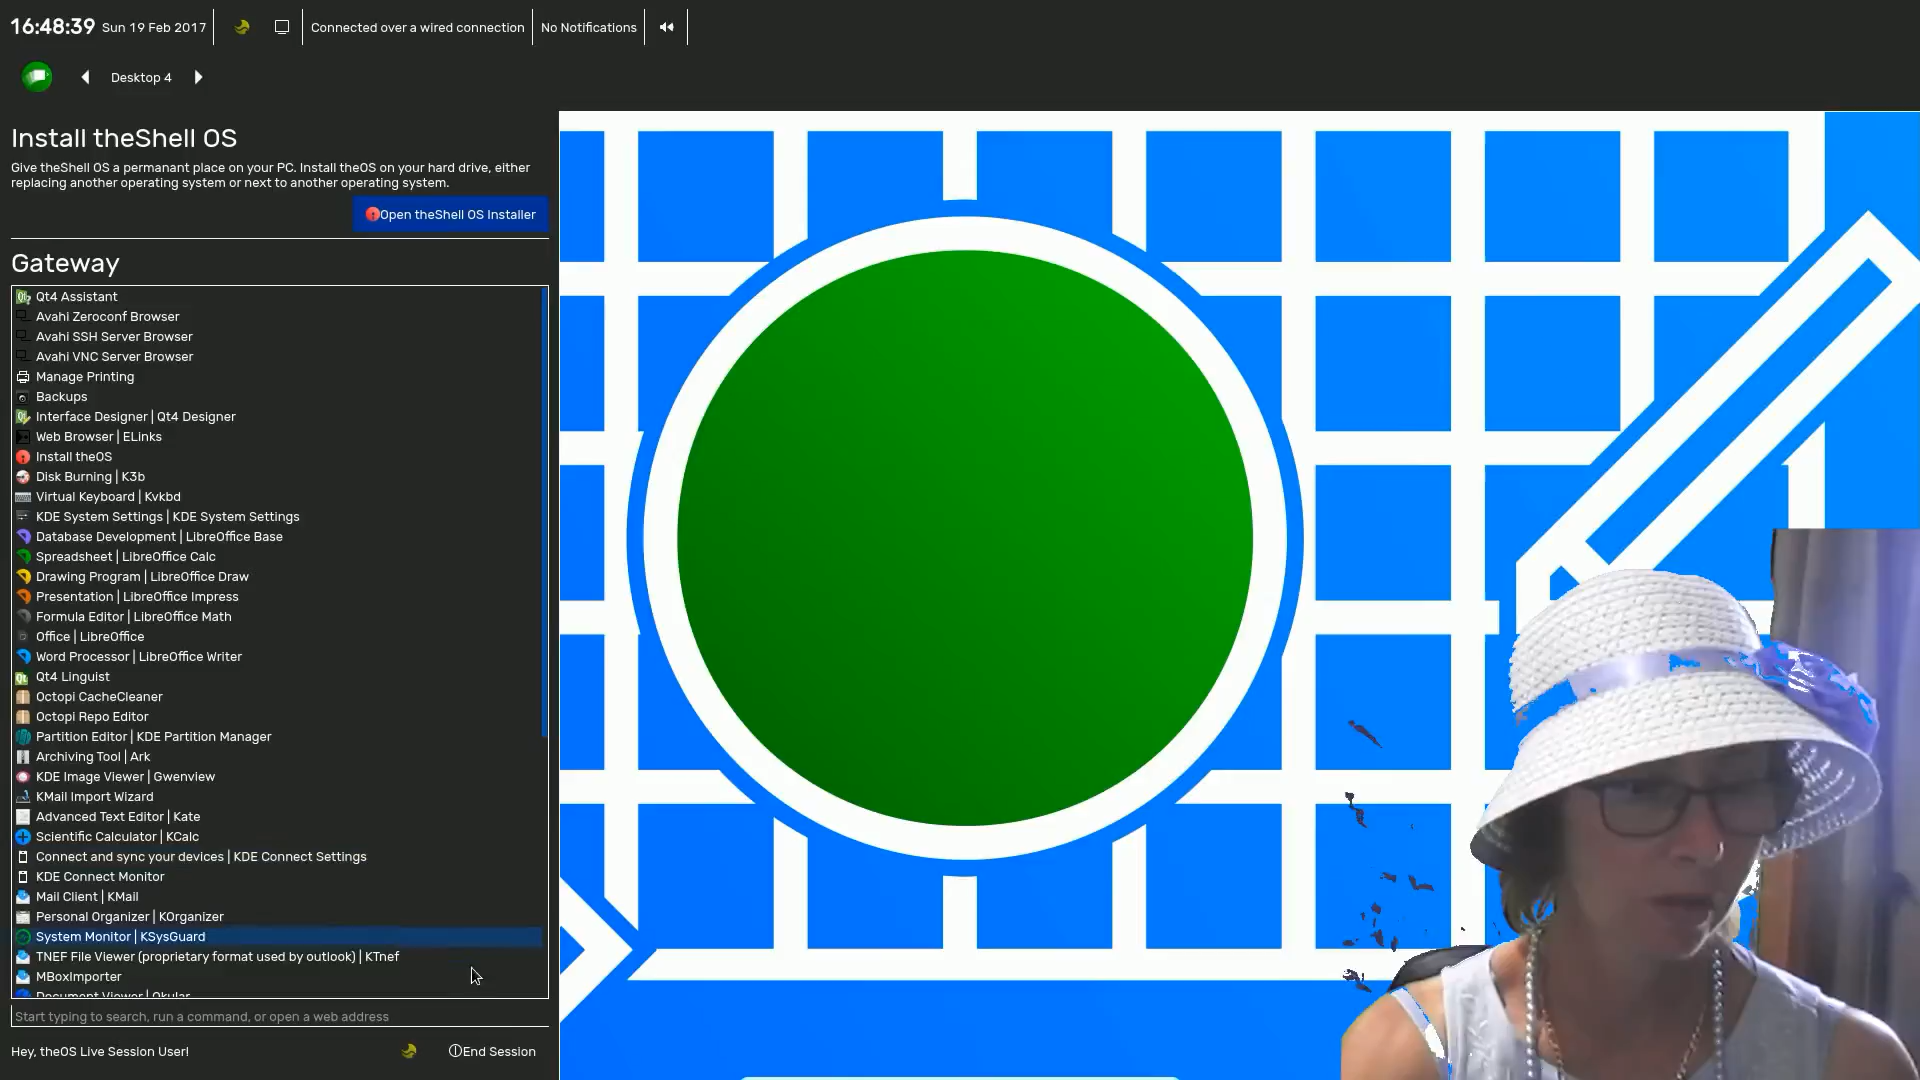 16:48:39 Sun 19 Feb 2017 Connected over a wired connection No Notifications
Desktop 4
Install theShell OS
Give theShell OS a permanant place on your PC. Install theOS on your hard drive, either
replacing another operating system or next to another operating system.
Open theShell OS Installer
Gateway
Qt4 Assistant
Avahi Zeroconf Browser
Avahi SSH Server Browser
Avahi VNC Server Browser
Manage Printing
Backups
Interface Designer | Qt4 Designer
Web Browser | ELinks
Install theOS
Disk Burning | K3b
Virtual Keyboard | Kvkbd
KDE System Settings | KDE System Settings
Database Development | LibreOffice Base
Spreadsheet | LibreOffice Calc
Drawing Program | LibreOffice Draw
Presentation | LibreOffice Impress
Formula Editor | LibreOffice Math
Office | LibreOffice
Word Processor | LibreOffice Writer
Qt4 Linguist
Octopi CacheCleaner
Octopi Repo Editor
Partition Editor | KDE Partition Manager
Archiving Tool | Ark
KDE Image Viewer | Gwenview
KMail Import Wizard
Advanced Text Editor | Kate
Scientific Calculator | KCalc
Connect and sync your devices | KDE Connect Settings
KDE Connect Monitor
Mail Client | KMail
Personal Organizer | KOrganizer
System Monitor | KSysGuard
TNEF File Viewer (proprietary format used by outlook) | KTnef
MBoxImporter
Document Viewer | Okular
Start typing to search, run a command, or open a web address
Hey, theOS Live Session User! End Session